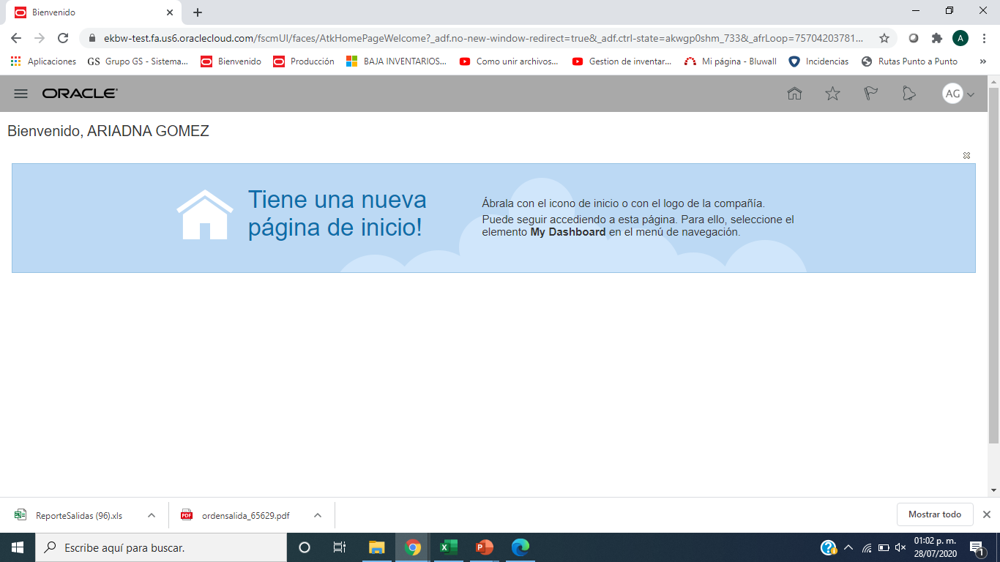 Bienvenido
ekbw-test.fa.us6.oraclecloud.com/fscmUI/faces/AtkHomePageWelcome?_adf.no-new-window-redirect=true&_adf.ctrl-state=akwgp0shm_733&_afrLoop=75704203781...
A
Aplicaciones
GS Grupo GS - Sistema...
Bienvenido
Producción
BAJA INVENTARIOS...
Como unir archivos...
Gestion de inventar...
Mi página - Bluwall
Incidencias
Rutas Punto a Punto
»
ORACLE
AG
Bienvenido, ARIADNA GOMEZ
Tiene una nueva
página de inicio!
Ábrala con el icono de inicio o con el logo de la compañía.
Puede seguir accediendo a esta página. Para ello, seleccione el
elemento My Dashboard en el menú de navegación.
ReporteSalidas (96).xls
PDF
ordensalida_65629.pdf
Mostrar todo
Escribe aquí para buscar.
01:02 p. m.
28/07/2020
1